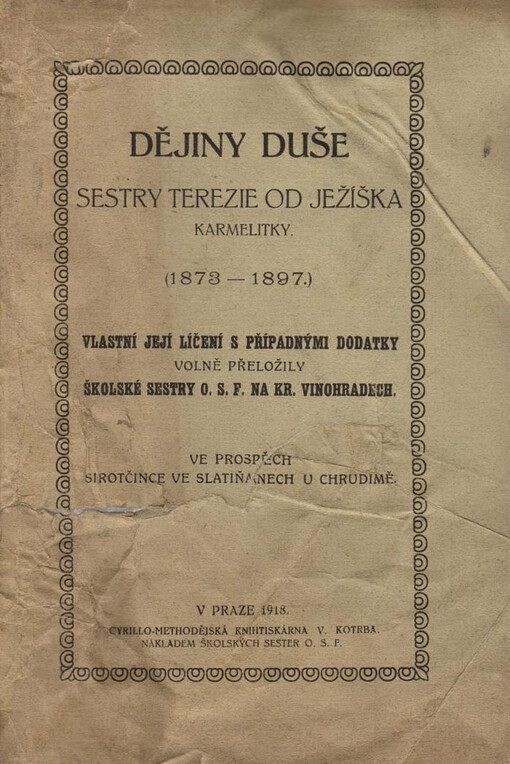 DĚJINY DUŠE
SESTRY TEREZIE OD JEŽÍŠKA
KARMELITKY.
(1873 — 1897.)
VLASTNÍ JEJÍ LÍČENÍ S PŘÍPADNÝMI DODATKY
VOLNĚ PŘELOŽILY
ŠKOLSKÉ SESTRY O. S. F. NA KR. VINOHRADECH.
VE PROSPĚCH
SIROTČINCE VE SLATIŇANECH U CHRUDIMĚ.
V PRAZE 1918.
CYRILLO-METHODĚJSKÁ KNIHTISKÁRNA V. KOTRBA.
NÁKLADEM ŠKOLSKÝCH SESTER O. S. F.